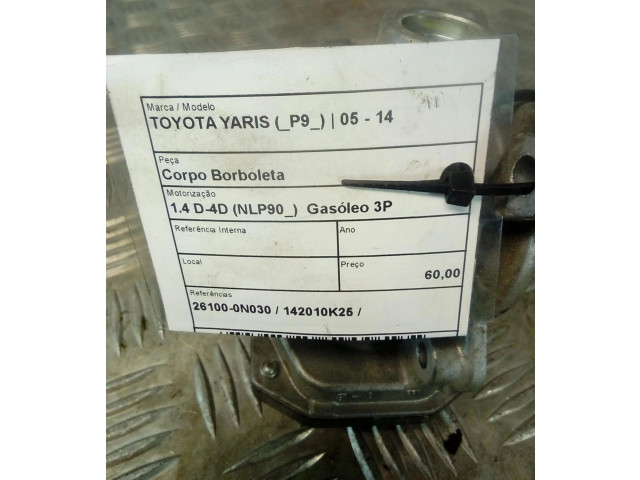 Marca / Modelo
TOYOTA YARIS (_P9_) | 05 - 14
Peça
Corpo Borboleta
Motorização
1.4 D-4D (NLP90_) Gasóleo 3P
Referência Interna
Ano
Local
Preço
60,00
Referências
26100-0N030 / 142010K25 /